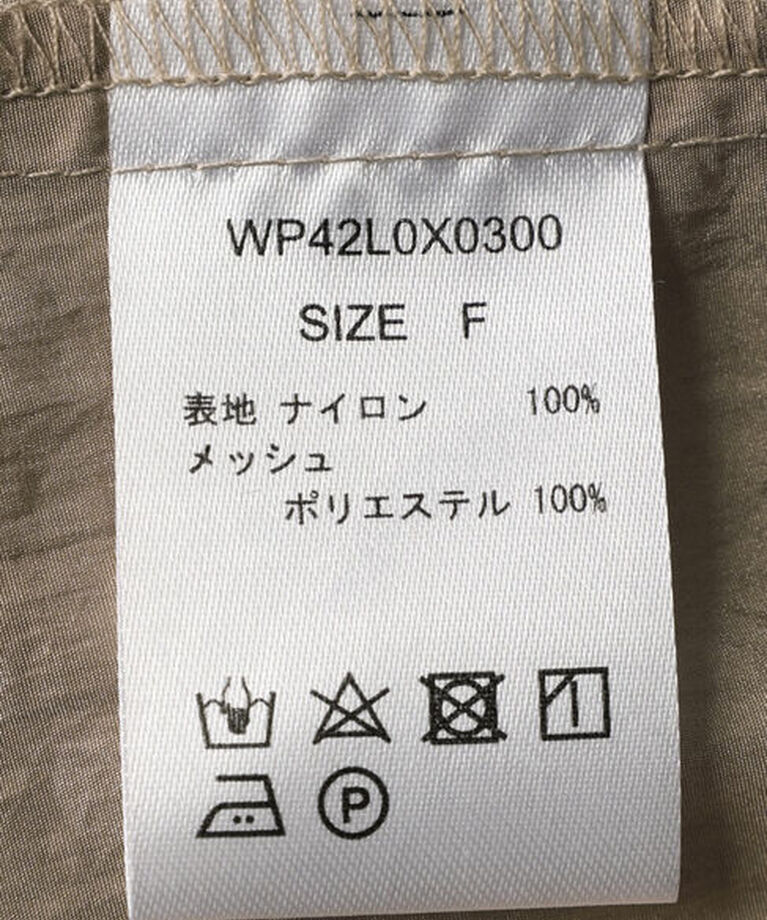 WP42L0X0300
SIZE F
表地 ナイロン 100%
メッシュ
ポリエステル 100%
P